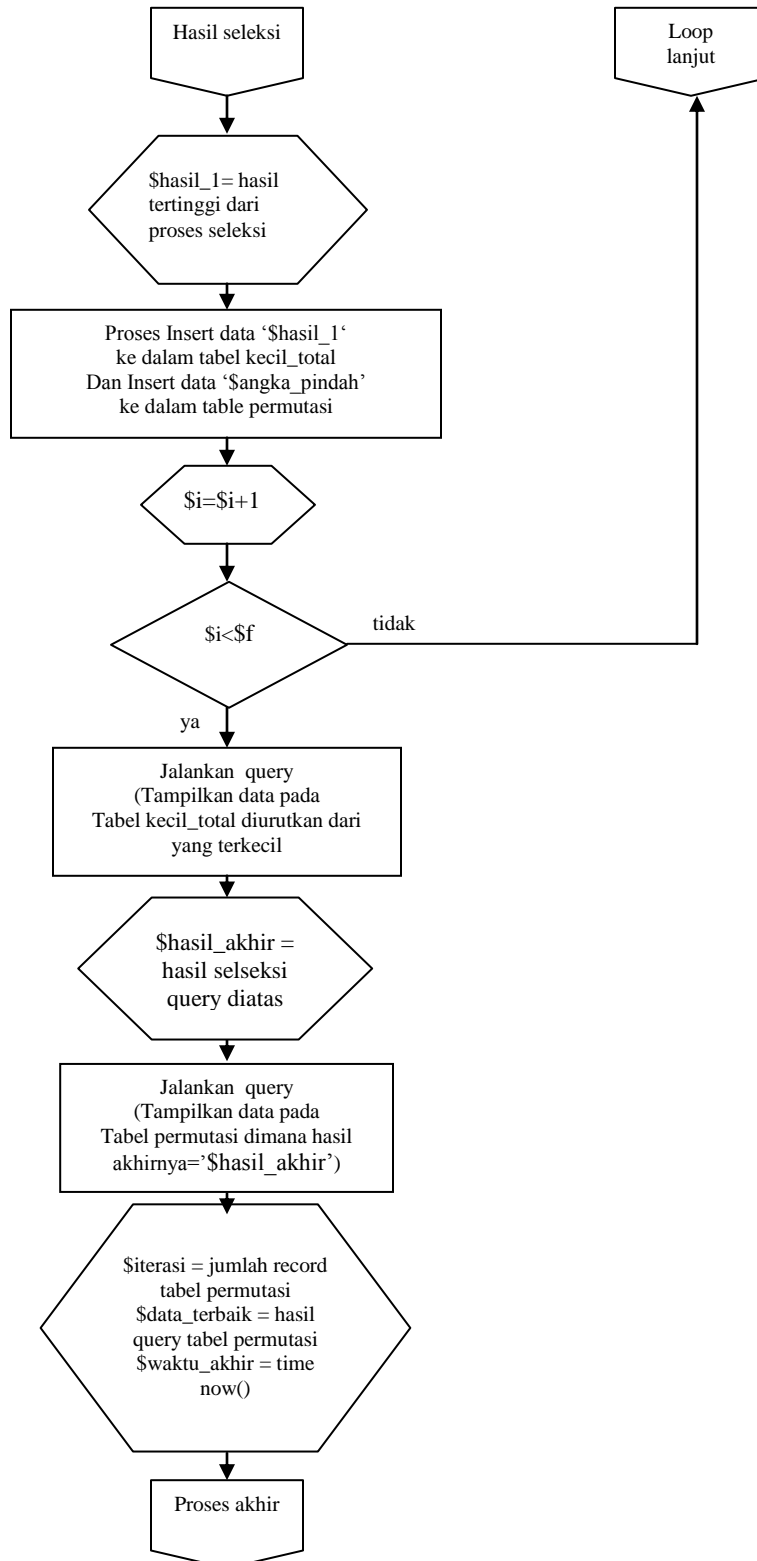 Hasil seleksi
Loop
lanjut
$hasil_1= hasil
tertinggi dari
proses seleksi
Proses Insert data ‘$hasil_1‘
ke dalam tabel kecil_total
Dan Insert data ‘$angka_pindah’
ke dalam table permutasi
$i=$i+1
$i<$f
tidak
ya
Jalankan query
(Tampilkan data pada
Tabel kecil_total diurutkan dari
yang terkecil
$hasil_akhir =
hasil selseksi
query diatas
Jalankan query
(Tampilkan data pada
Tabel permutasi dimana hasil
akhirnya=’$hasil_akhir’)
$iterasi = jumlah record
tabel permutasi
$data_terbaik = hasil
query tabel permutasi
$waktu_akhir = time
now()
Proses akhir